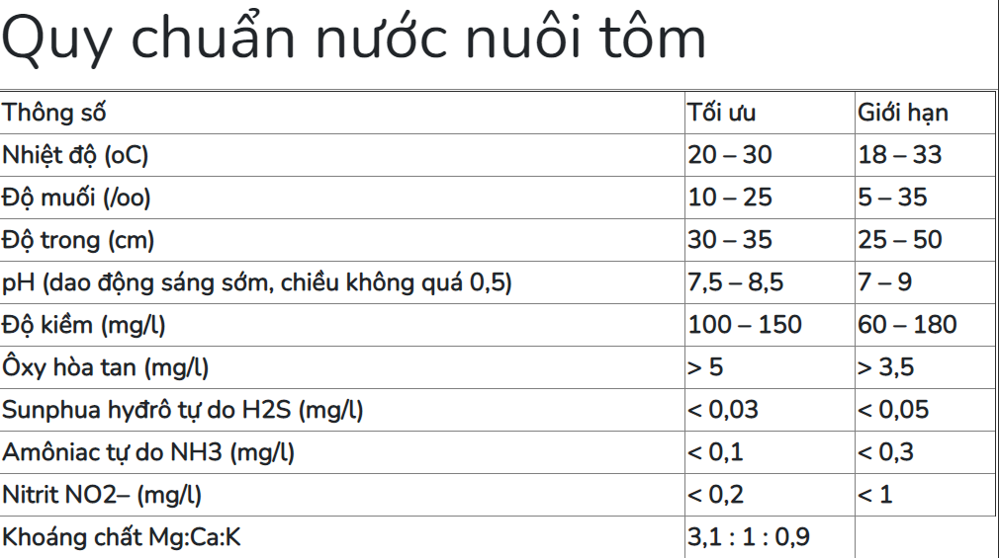 Quy chuẩn nước nuôi tôm
Thông số Tối ưu Giới hạn
Nhiệt độ (oC) 20 – 30 18 – 33
Độ muối (/oo) 10 – 25 5 – 35
Độ trong (cm) 30 – 35 25 – 50
pH (dao động sáng sớm, chiều không quá 0,5) 7,5 – 8,5 7 – 9
Độ kiềm (mg/l) 100 – 150 60 – 180
Ôxy hòa tan (mg/l) > 5 > 3,5
Sunphua hyđrô tự do H2S (mg/l) < 0,03 < 0,05
Amôniac tự do NH3 (mg/l) < 0,1 < 0,3
Nitrit NO2– (mg/l) < 0,2 < 1
Khoáng chất Mg:Ca:K 3,1 : 1 : 0,9